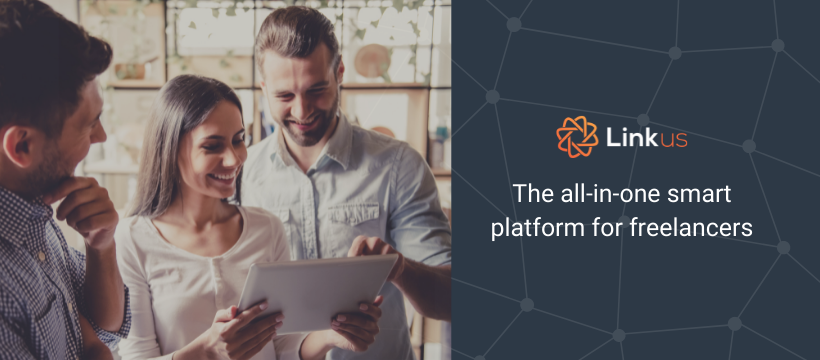 Linkus
The all-in-one smart
platform for freelancers